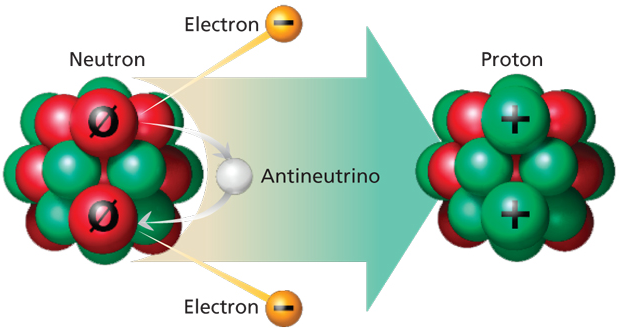 Electron −
Neutron
Proton
Ø
+
Antineutrino
Ø
+
Electron −